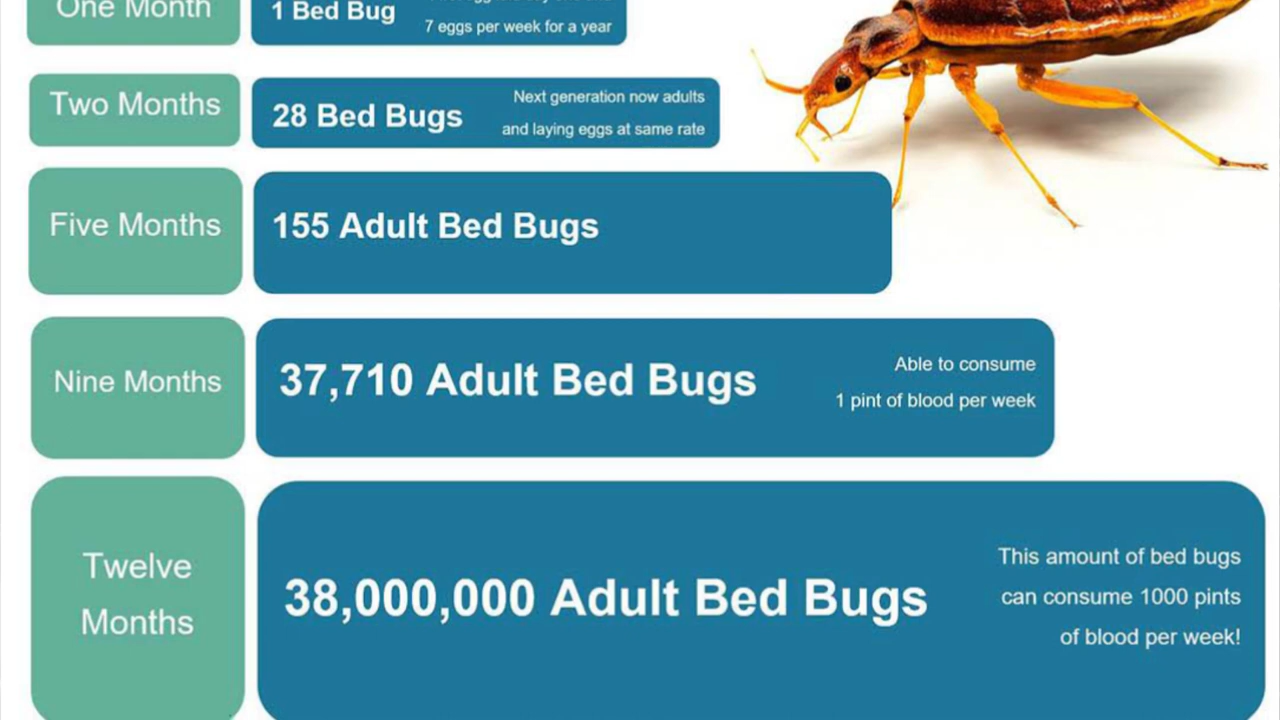 One Month
1 Bed Bug
7 eggs per week for a year
Two Months
28 Bed Bugs
Next generation now adults
and laying eggs at same rate
Five Months
155 Adult Bed Bugs
Nine Months
37,710 Adult Bed Bugs
Able to consume
1 pint of blood per week
Twelve
Months
38,000,000 Adult Bed Bugs
This amount of bed bugs
can consume 1000 pints
of blood per week!